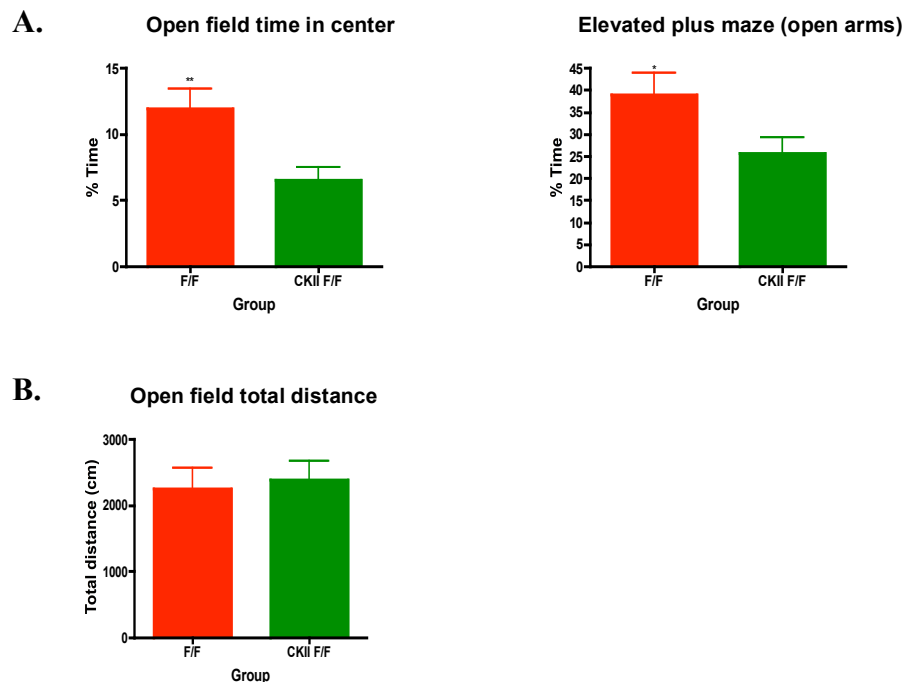 A.
Open field time in center
Elevated plus maze (open arms)
15
10
5
0
% Time
**
F/F
CKII F/F
Group
45
40
35
30
25
20
15
10
5
0
% Time
*
F/F
CKII F/F
Group
B.
Open field total distance
3000
2000
1000
0
Total distance (cm)
F/F
CKII F/F
Group